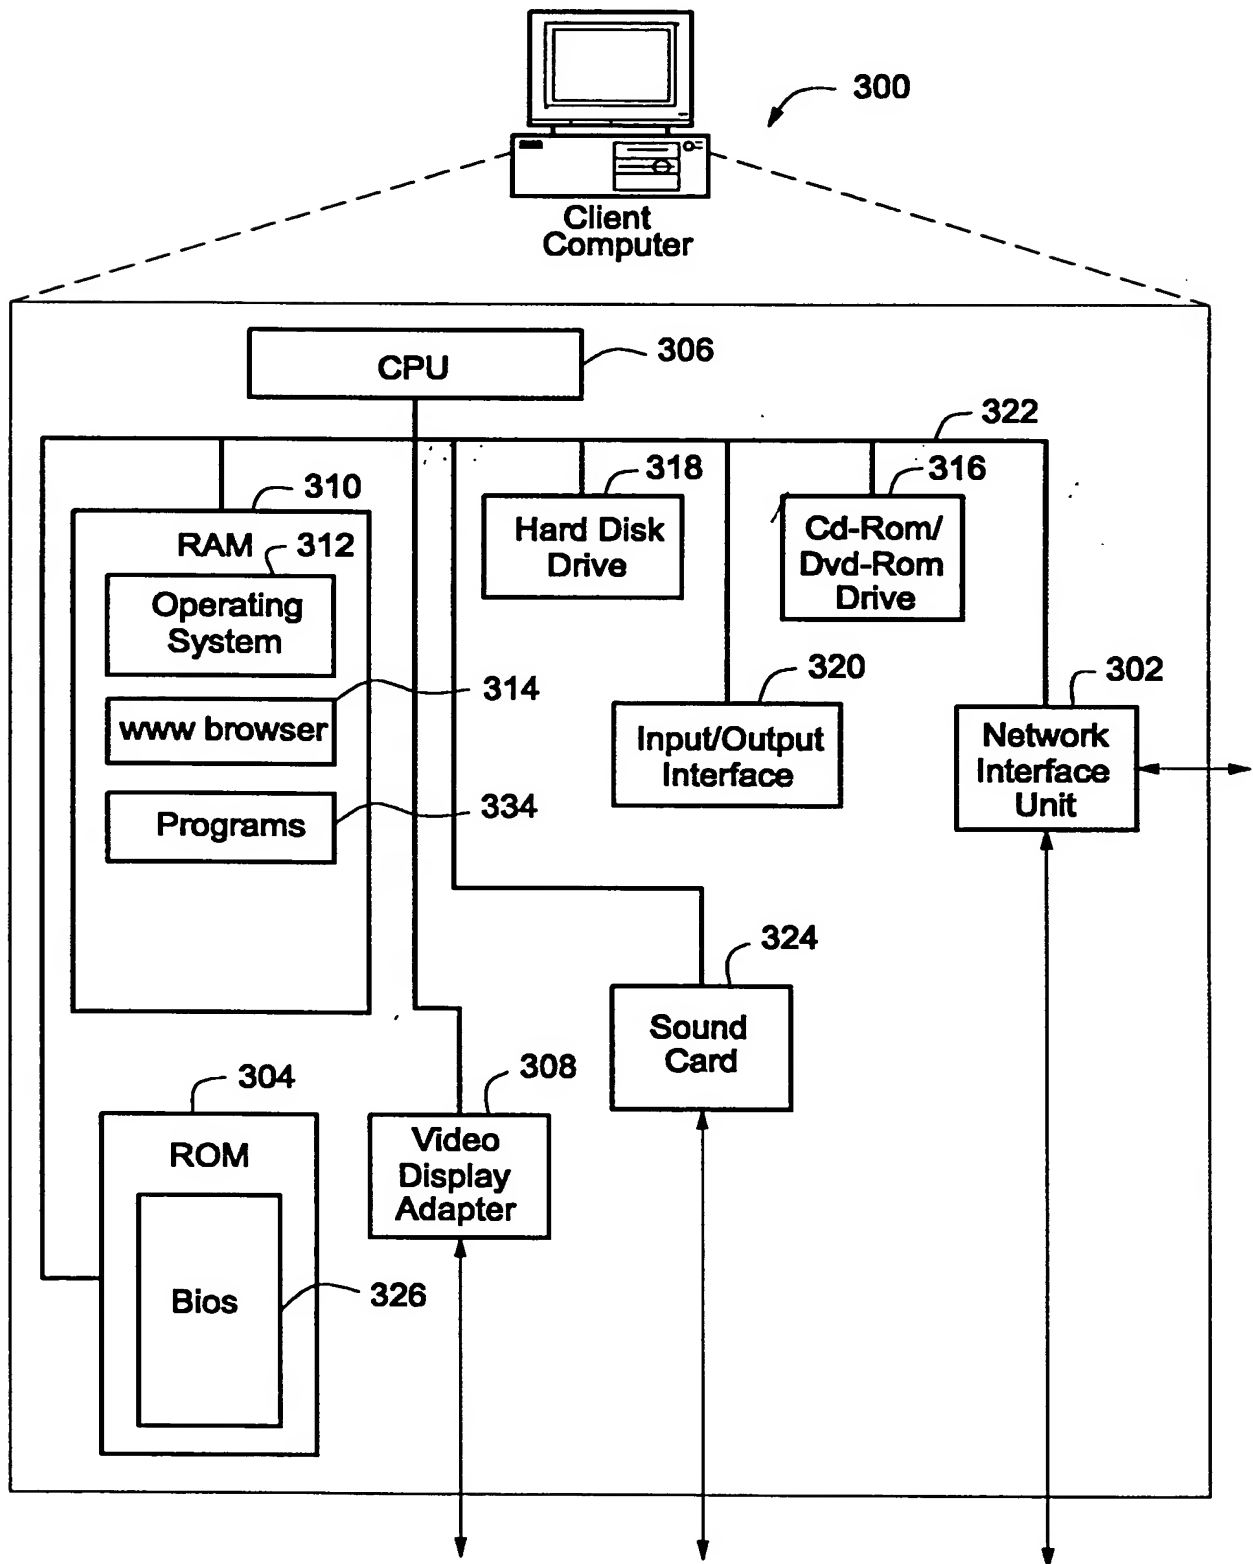 300
Client
Computer
CPU
306
322
310
318
316
RAM
312
Hard Disk
Drive
Cd-Rom/
Dvd-Rom
Drive
Operating
System
314
www browser
320
302
Input/Output
Interface
Network
Interface
Unit
334
Programs
324
Sound
Card
304
308
ROM
Video
Display
Adapter
Bios
326